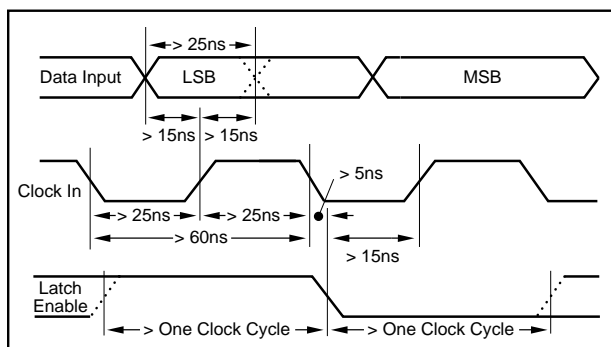 > 25ns
Data Input
LSB
MSB
> 15ns
> 15ns
Clock In
> 5ns
> 25ns
> 25ns
> 60ns
> 15ns
Latch
Enable
> One Clock Cycle
> One Clock Cycle